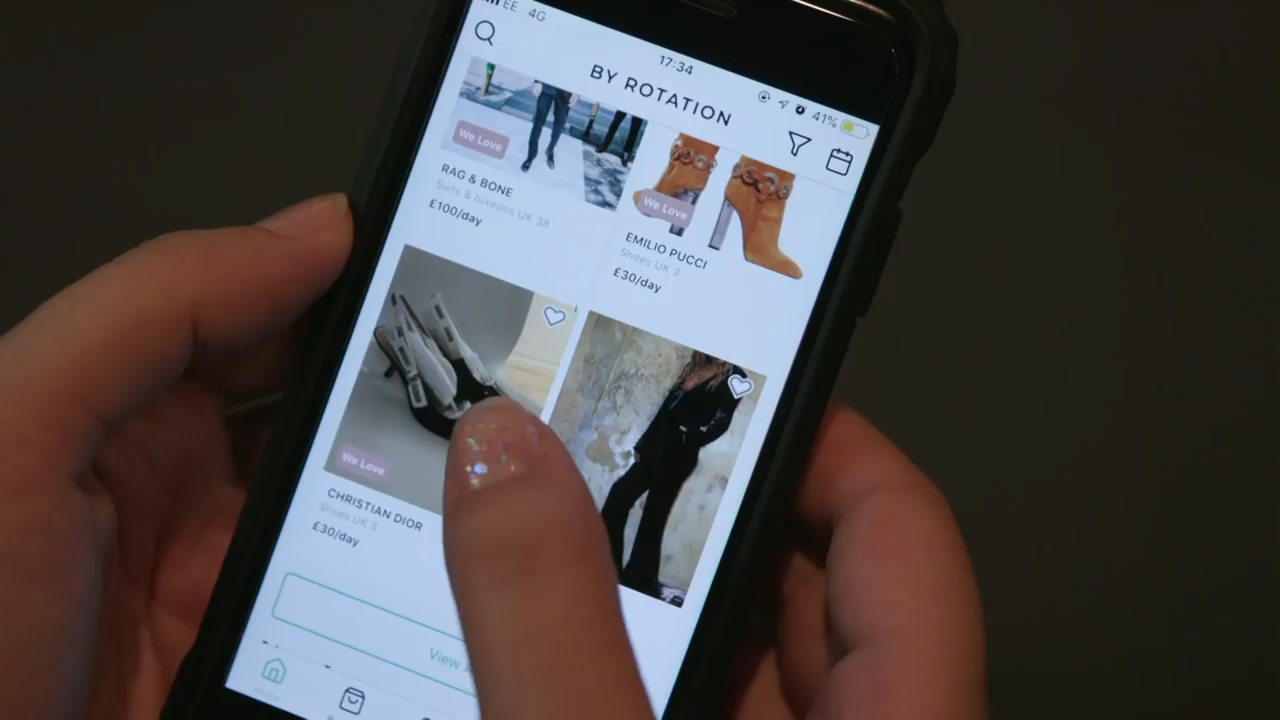 EE 4G
17:34
41%
BY ROTATION
We Love
RAG & BONE
Suits & tuxedos UK 38
£100/day
We Love
EMILIO PUCCI
Shoes UK 3
£30/day
We Love
CHRISTIAN DIOR
Shoes UK 5
£30/day
View